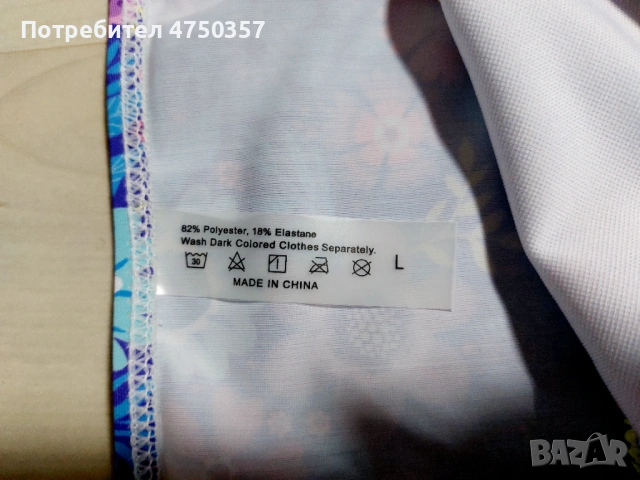 Потребител 4750357
82% Polyester, 18% Elastane
Wash Dark Colored Clothes Separately.
30 L
MADE IN CHINA
BAZAR